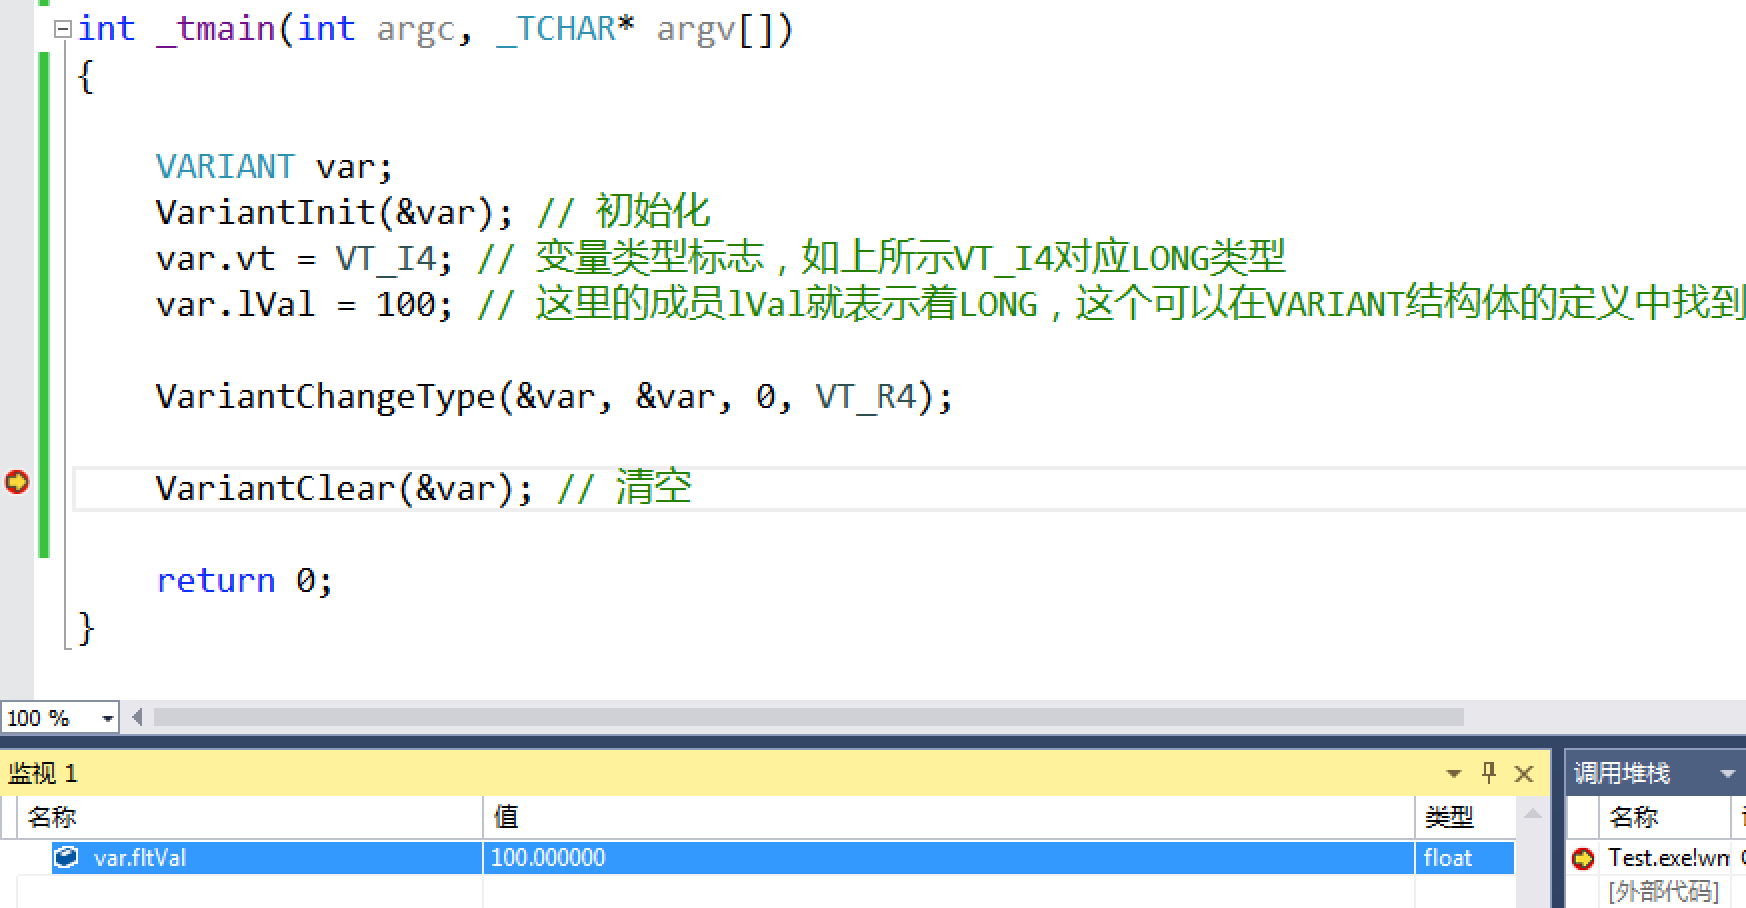 int _tmain(int argc, _TCHAR* argv[])
{
VARIANT var;
VariantInit(&var); // 初始化
var.vt = VT_I4; // 变量类型标志，如上所示VT_I4对应LONG类型
var.lVal = 100; // 这里的成员lVal就表示着LONG，这个可以在VARIANT结构体的定义中找到
VariantChangeType(&var, &var, 0, VT_R4);
VariantClear(&var); // 清空
return 0;
}
100 %
监视 1
调用堆栈
名称 值 类型
名称
var.fltVal 100.000000 float
Test.exe!wm
[外部代码]